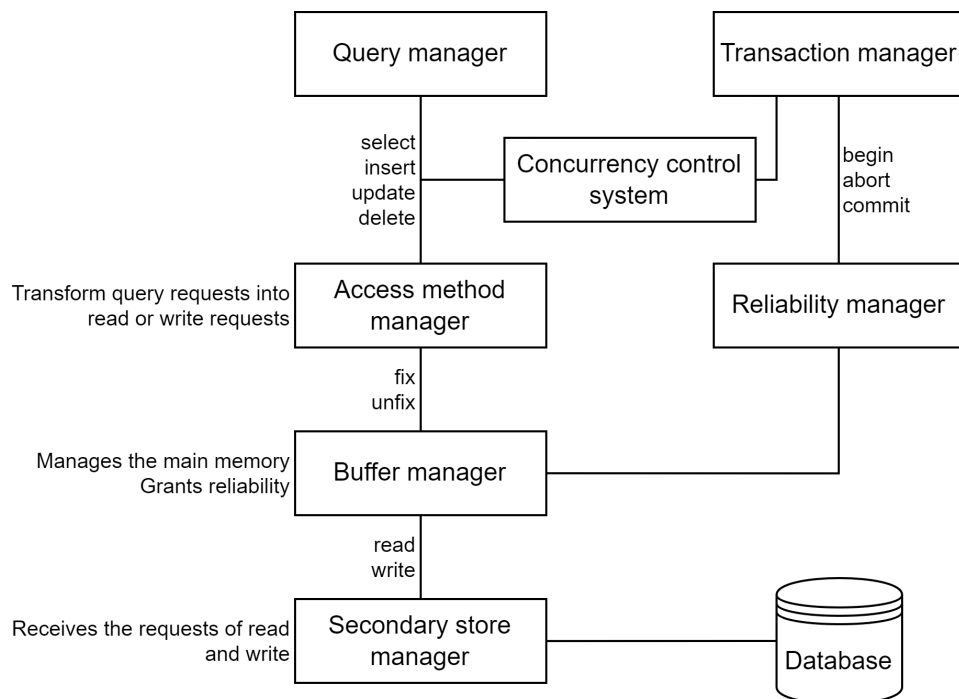 Query manager
Transaction manager
select
insert
update
delete
Concurrency control
system
begin
abort
commit
Transform query requests into
read or write requests
Access method
manager
Reliability manager
fix
unfix
Manages the main memory
Grants reliability
Buffer manager
read
write
Receives the requests of read
and write
Secondary store
manager
Database